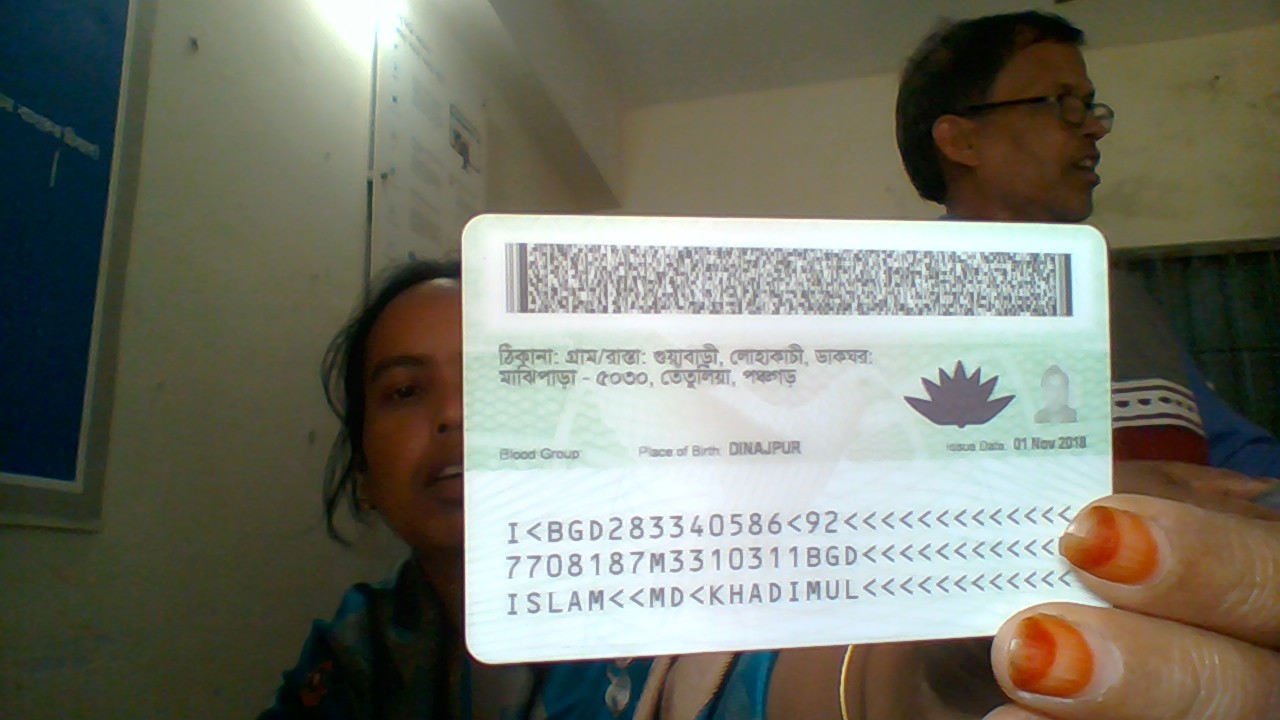 ঠিকানা: গ্রাম/রাস্তা: গুয়াবাড়ী, লোহাকাচী, ডাকঘর:
মাঝিপাড়া - ৫০৩০, তেতুলিয়া, পঞ্চগড়
Blood Group: Place of Birth: DINAJPUR Issue Date: 01 Nov 2018
I<BGD283340586<92<<<<<<<<<<<<<
7708187M3310311BGD<<<<<<<<<<<<
ISLAM<<MD<KHADIMUL<<<<<<<<<<<<